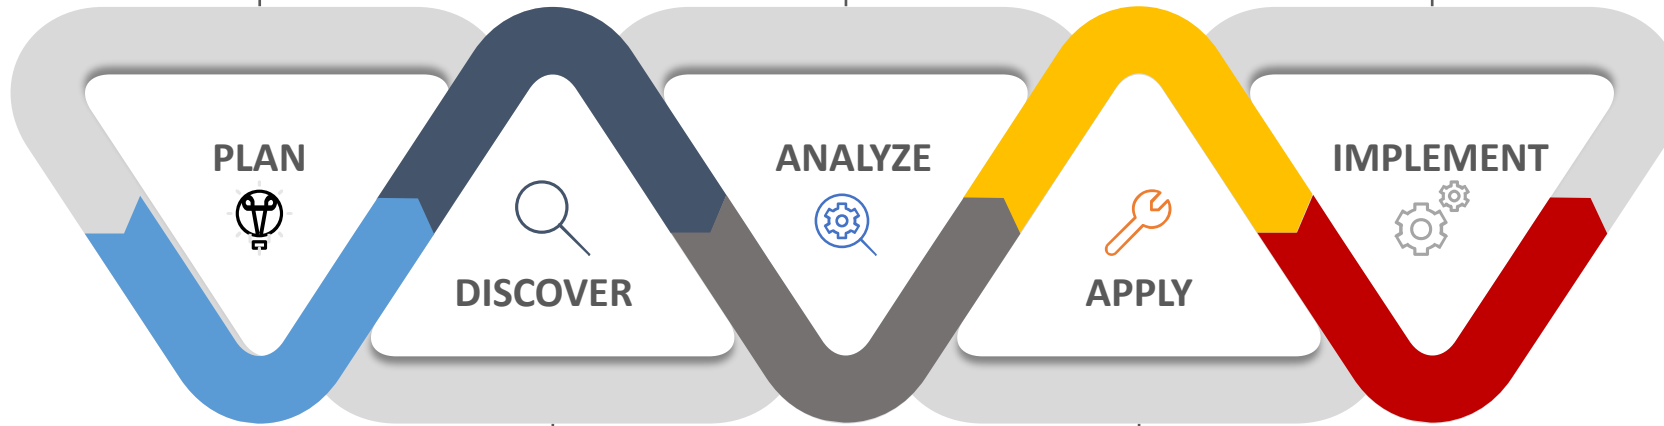 PLAN
DISCOVER
ANALYZE
APPLY
IMPLEMENT